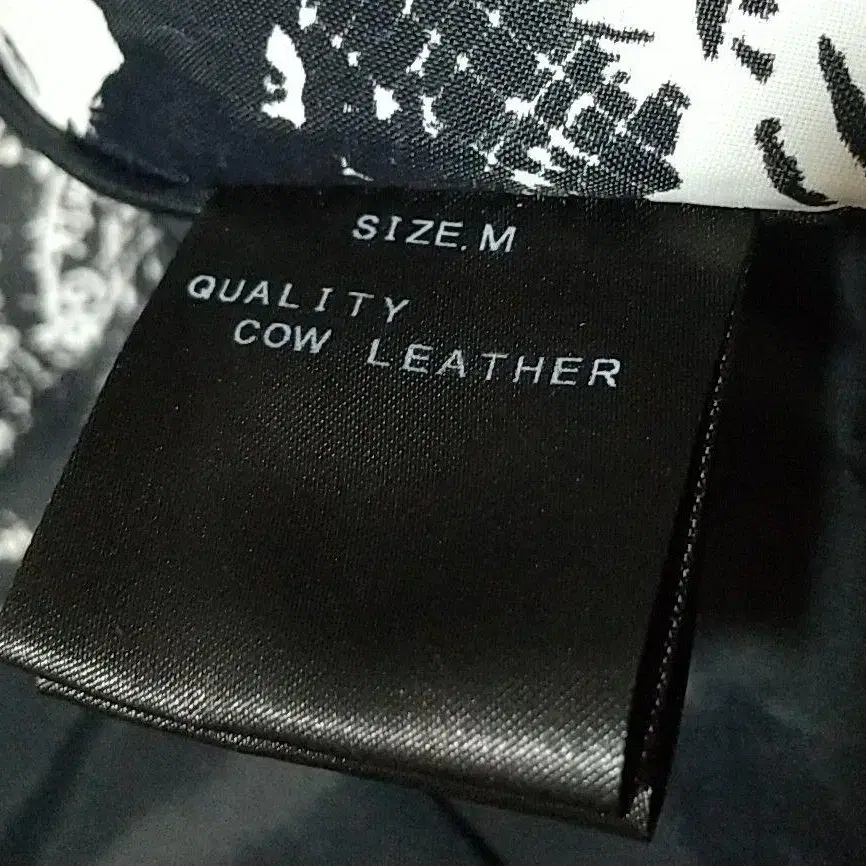 SIZE. M
QUALITY
COW LEATHER